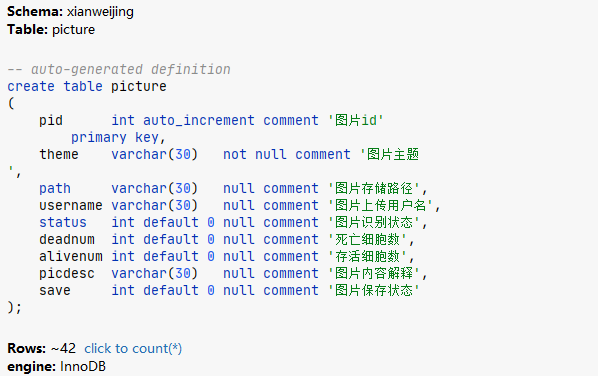 Schema: xianweijing
Table: picture
-- auto-generated definition
create table picture
(
    pid      int auto_increment comment '图片id'
        primary key,
    theme    varchar(30)   not null comment '图片主题
',
    path     varchar(30)   null comment '图片存储路径',
    username varchar(30)   null comment '图片上传用户名',
    status   int default 0 null comment '图片识别状态',
    deadnum  int default 0 null comment '死亡细胞数',
    alivenum int default 0 null comment '存活细胞数',
    picdesc  varchar(30)   null comment '图片内容解释',
    save     int default 0 null comment '图片保存状态'
);
Rows: ~42  click to count(*)
engine: InnoDB